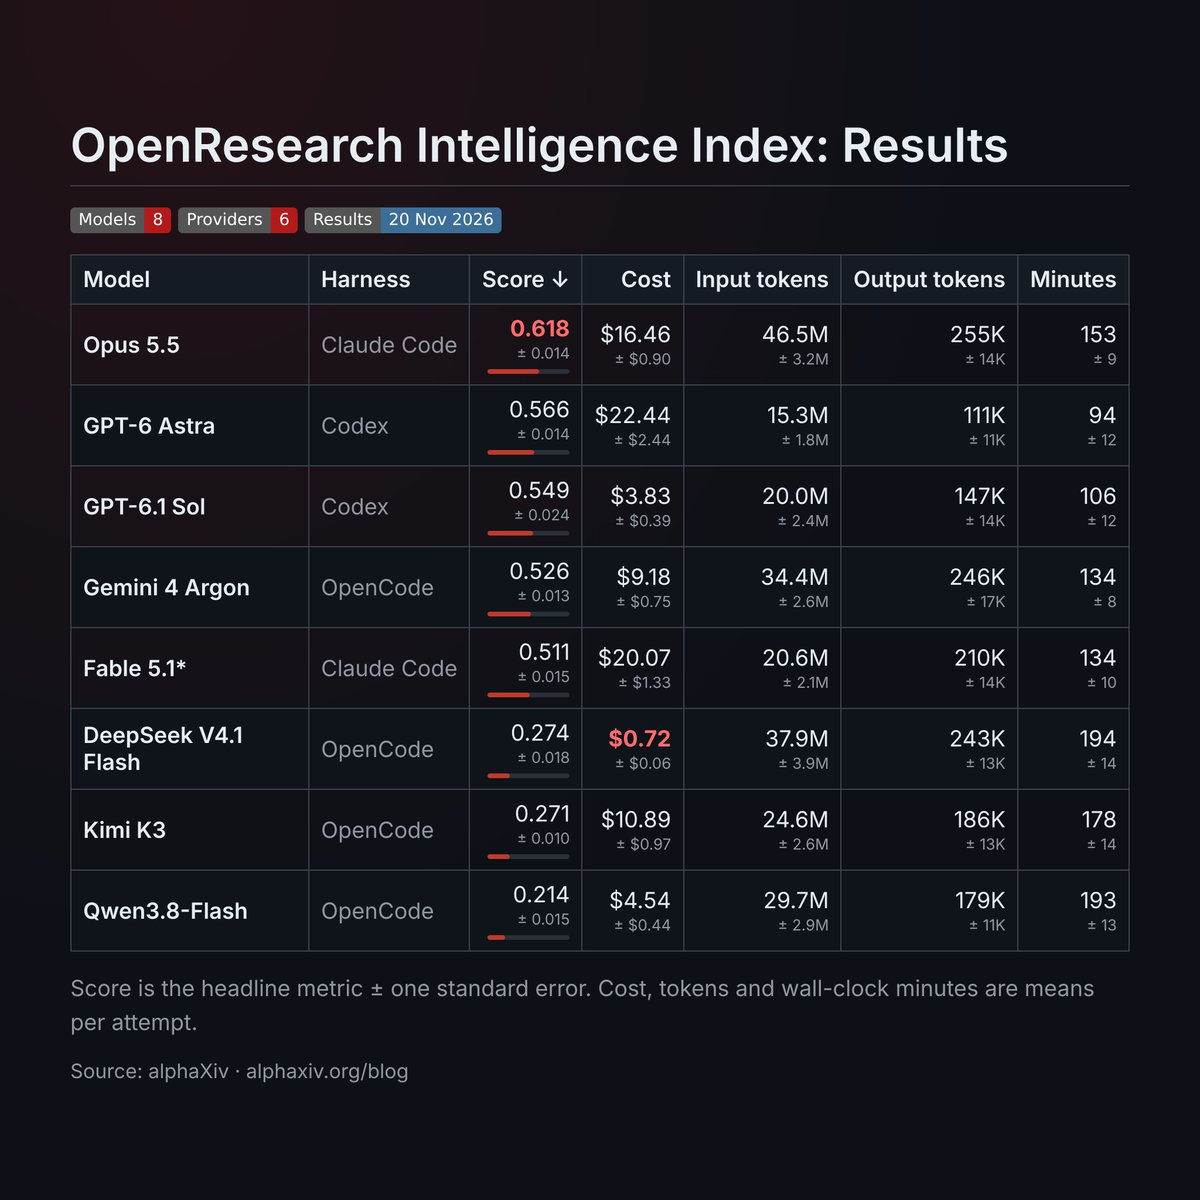 OpenResearch Intelligence Index: Results
Models 8 Providers 6 Results 20 Nov 2026
Model Harness Score ↓ Cost Input tokens Output tokens Minutes
Opus 5.5 Claude Code 0.618 $16.46 46.5M 255K 153
± 0.014 ± $0.90 ± 3.2M ± 14K ± 9
GPT-6 Astra Codex 0.566 $22.44 15.3M 111K 94
± 0.014 ± $2.44 ± 1.8M ± 11K ± 12
GPT-6.1 Sol Codex 0.549 $3.83 20.0M 147K 106
± 0.024 ± $0.39 ± 2.4M ± 14K ± 12
Gemini 4 Argon OpenCode 0.526 $9.18 34.4M 246K 134
± 0.013 ± $0.75 ± 2.6M ± 17K ± 8
Fable 5.1* Claude Code 0.511 $20.07 20.6M 210K 134
± 0.015 ± $1.33 ± 2.1M ± 14K ± 10
DeepSeek V4.1
Flash OpenCode 0.274 $0.72 37.9M 243K 194
± 0.018 ± $0.06 ± 3.9M ± 13K ± 14
Kimi K3 OpenCode 0.271 $10.89 24.6M 186K 178
± 0.010 ± $0.97 ± 2.6M ± 13K ± 14
Qwen3.8-Flash OpenCode 0.214 $4.54 29.7M 179K 193
± 0.015 ± $0.44 ± 2.9M ± 11K ± 13
Score is the headline metric ± one standard error. Cost, tokens and wall-clock minutes are means
per attempt.
Source: alphaXiv · alphaxiv.org/blog